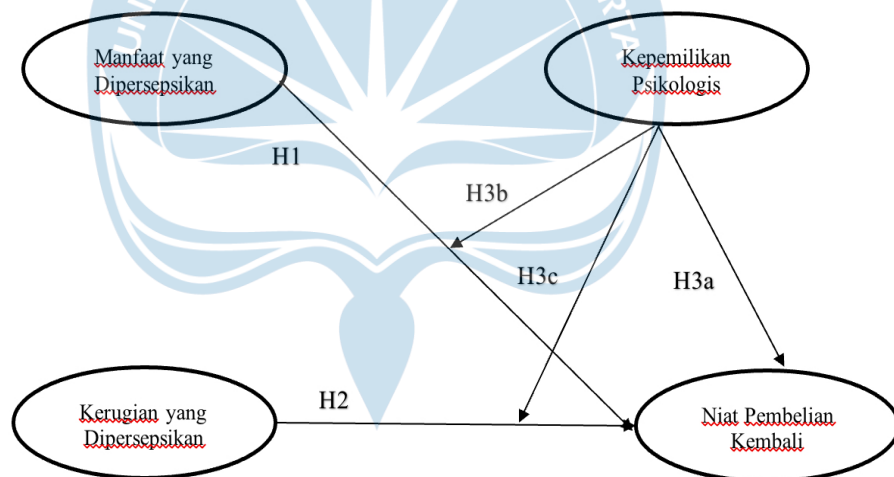 Manfaat yang
Dipersepsikan
Kepemilikan
Psikologis
H1
H3b
H3c
H3a
H2
Kerugian yang
Dipersepsikan
Niat Pembelian
Kembali